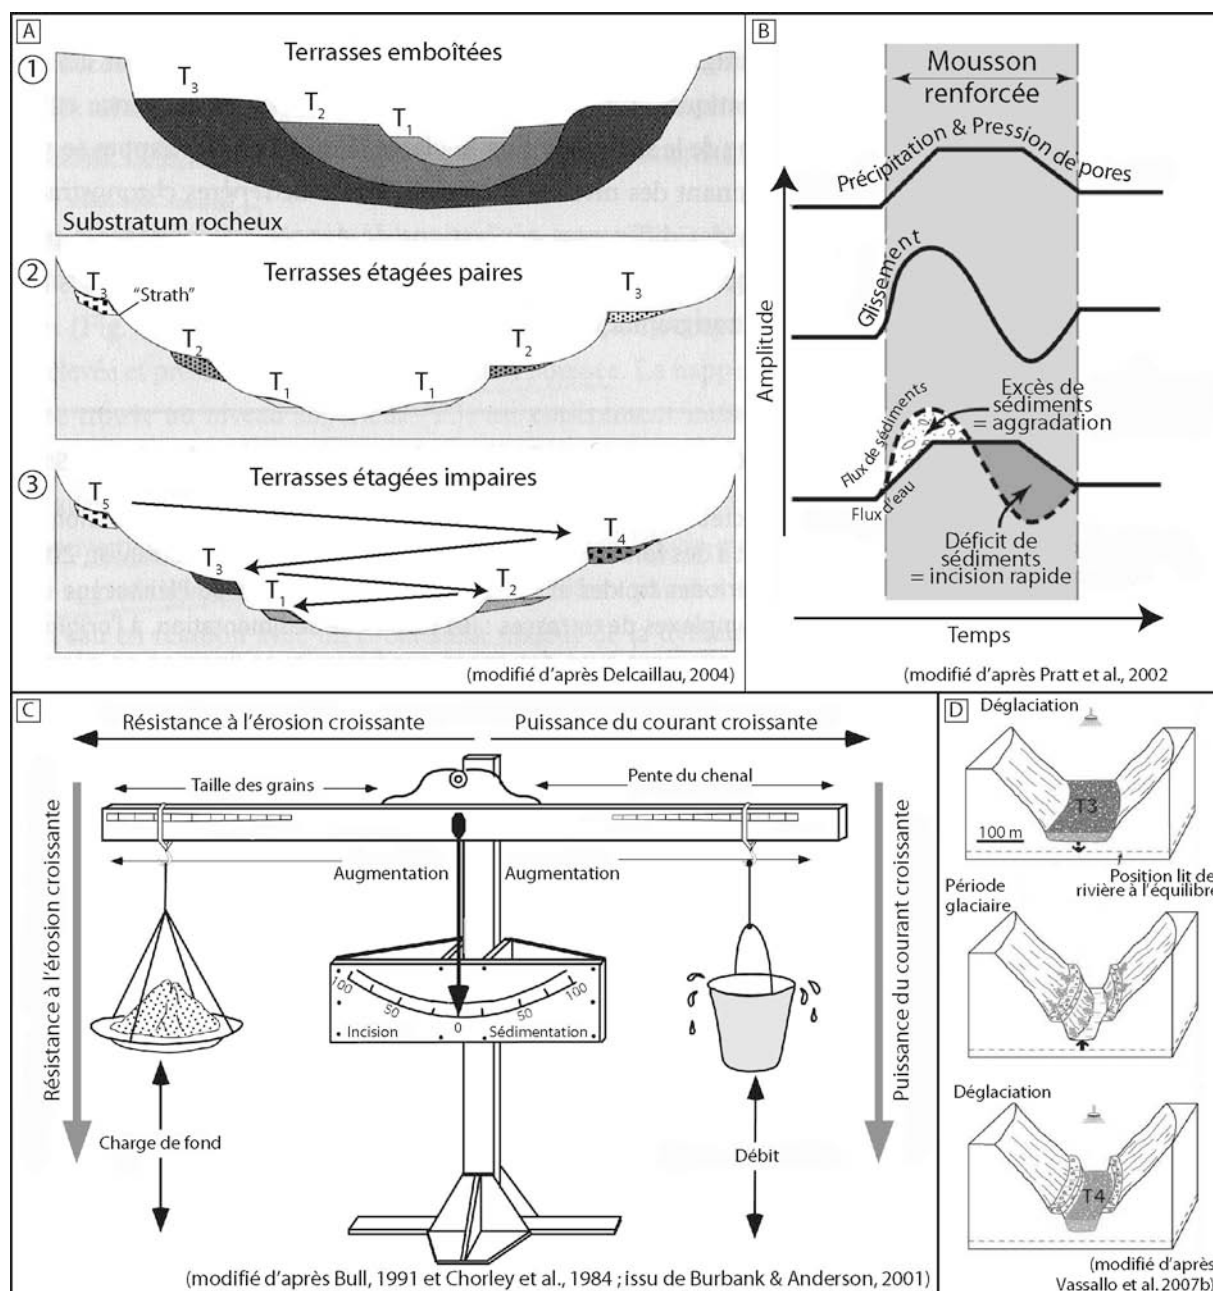 A
Terrasses emboîtées
1
T3
T2
T1
Substratum rocheux
2
Terrasses étagées paires
T3
"Strath"
T3
T2
T2
T1
T1
3
Terrasses étagées impaires
T5
T4
T3
T2
T1
(modifié d'après Delcaillau, 2004)
B
Mousson
renforcée
Précipitation & Pression de pores
Amplitude
Glissement
Flux de sédiments
Excès de
sédiments
= aggradation
Flux d'eau
Déficit de
sédiments
= incision rapide
Temps
(modifié d'après Pratt et al., 2002
C
Résistance à l'érosion croissante
Puissance du courant croissante
Taille des grains
Pente du chenal
Résistance à l'érosion croissante
Puissance du courant croissante
Augmentation
Augmentation
100
50
0
50
100
Incision
Sédimentation
Charge de fond
Débit
(modifié d'après Bull, 1991 et Chorley et al., 1984 ; issu de Burbank & Anderson, 2001)
D
Déglaciation
T3
100 m
Position lit de
rivière à l'équilibre
Période
glaciaire
Déglaciation
T4
(modifié d'après
Vassallo et al. 2007b)